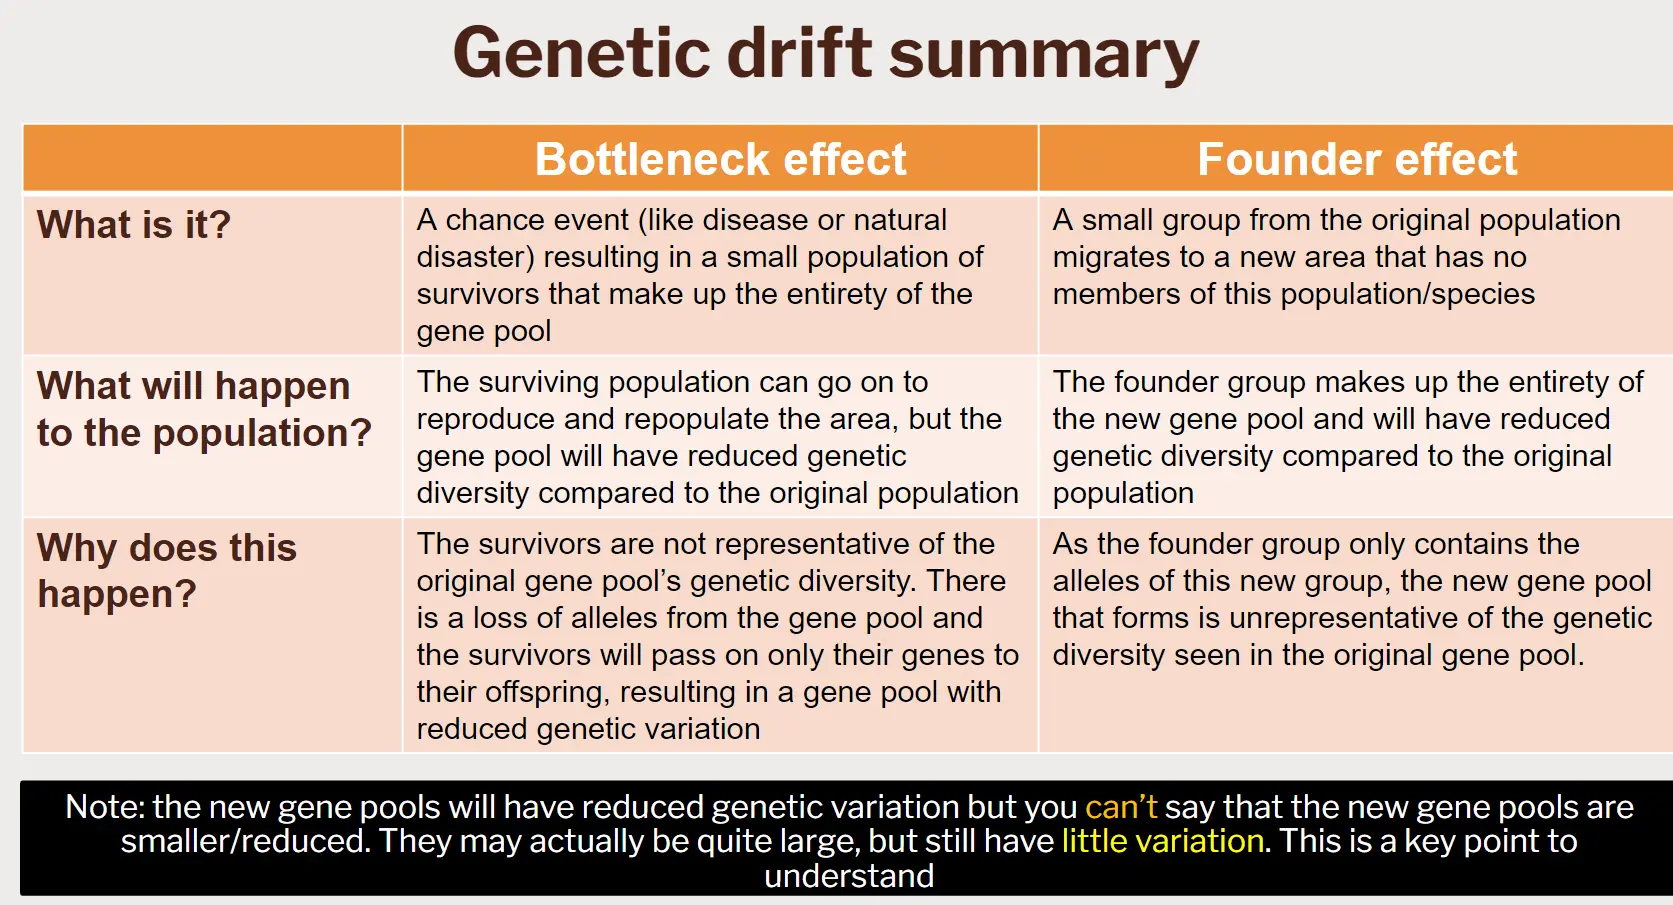 Genetic drift summary
Bottleneck effect
Founder effect
What is it?
A chance event (like disease or natural
disaster) resulting in a small population of
survivors that make up the entirety of the
gene pool
A small group from the original population
migrates to a new area that has no
members of this population/species
What will happen
to the population?
The surviving population can go on to
reproduce and repopulate the area, but the
gene pool will have reduced genetic
diversity compared to the original population
The founder group makes up the entirety of
the new gene pool and will have reduced
genetic diversity compared to the original
population
Why does this
happen?
The survivors are not representative of the
original gene pool’s genetic diversity. There
is a loss of alleles from the gene pool and
the survivors will pass on only their genes to
their offspring, resulting in a gene pool with
reduced genetic variation
As the founder group only contains the
alleles of this new group, the new gene pool
that forms is unrepresentative of the genetic
diversity seen in the original gene pool.
Note: the new gene pools will have reduced genetic variation but you can’t say that the new gene pools are
smaller/reduced. They may actually be quite large, but still have little variation. This is a key point to
understand